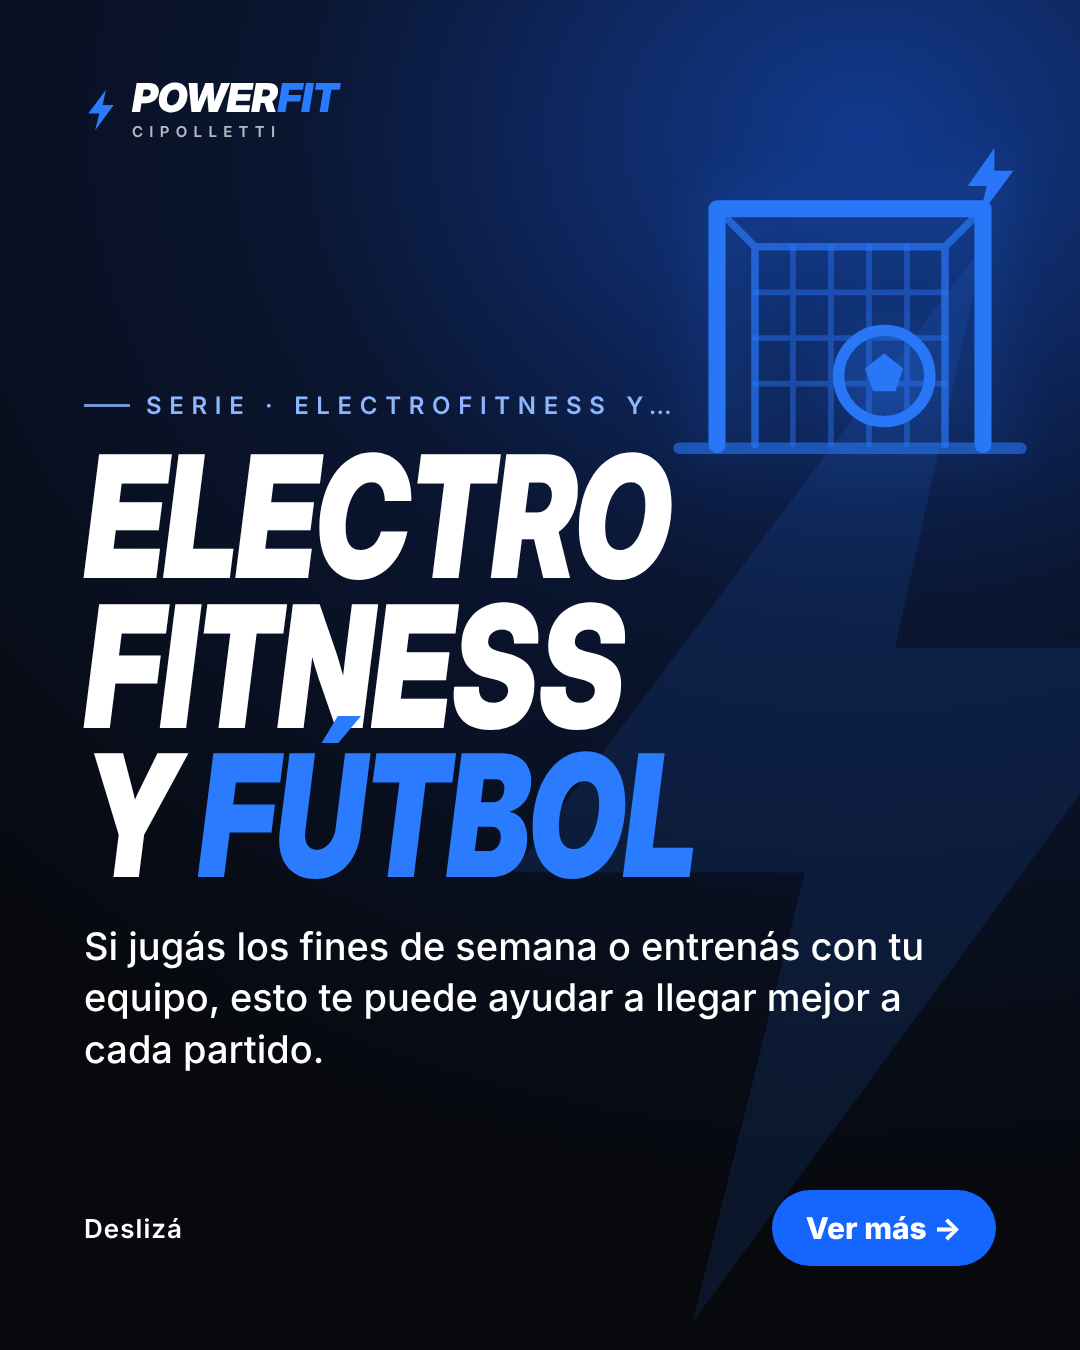 POWERFIT
CIPOLLETTI
SERIE · ELECTROFITNESS Y…
ELECTRO
FITNESS
Y FÚTBOL
Si jugás los fines de semana o entrenás con tu
equipo, esto te puede ayudar a llegar mejor a
cada partido.
Deslizá
Ver más →